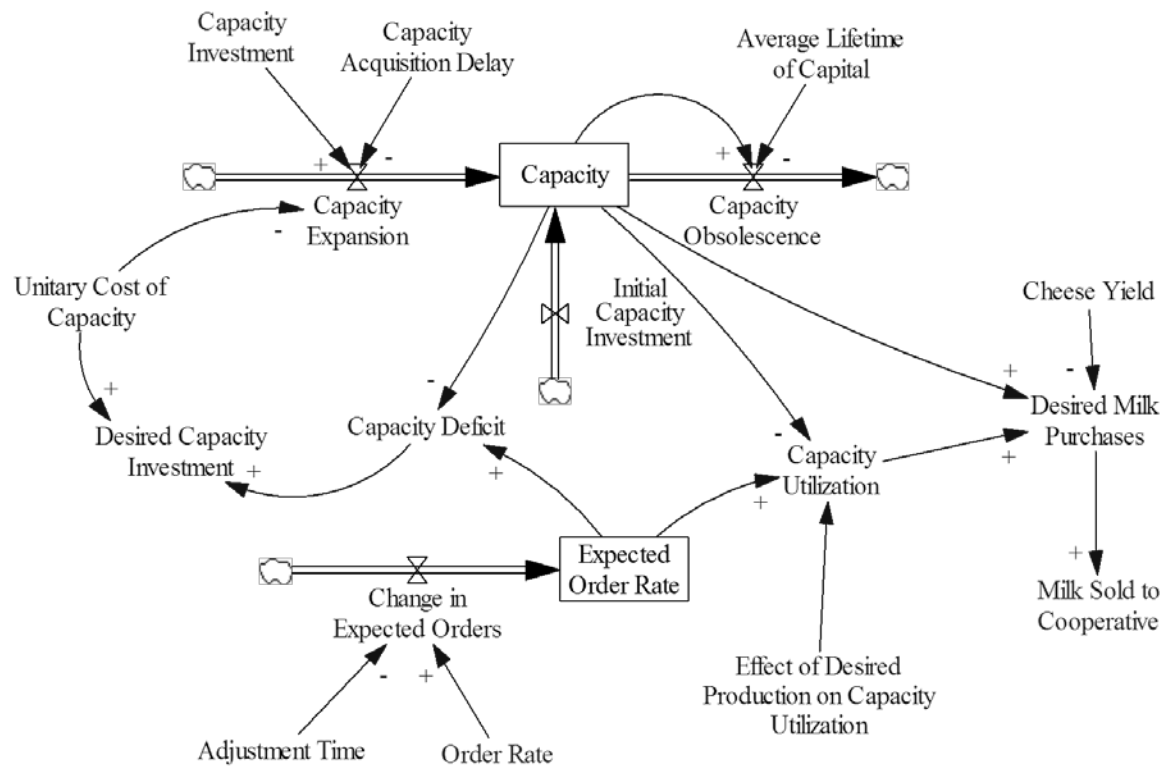 Capacity
Investment
Capacity
Acquisition Delay
Average Lifetime
of Capital
+
-
Capacity
+
-
Capacity
Expansion
-
Capacity
Obsolescence
Unitary Cost of
Capacity
Initial
Capacity
Investment
Cheese Yield
+
-
+
-
Desired Capacity
Investment
+
Capacity Deficit
+
-
Capacity
Utilization
+
Desired Milk
Purchases
+
Expected
Order Rate
Change in
Expected Orders
-
+
+
Milk Sold to
Cooperative
Effect of Desired
Production on Capacity
Utilization
Adjustment Time
Order Rate